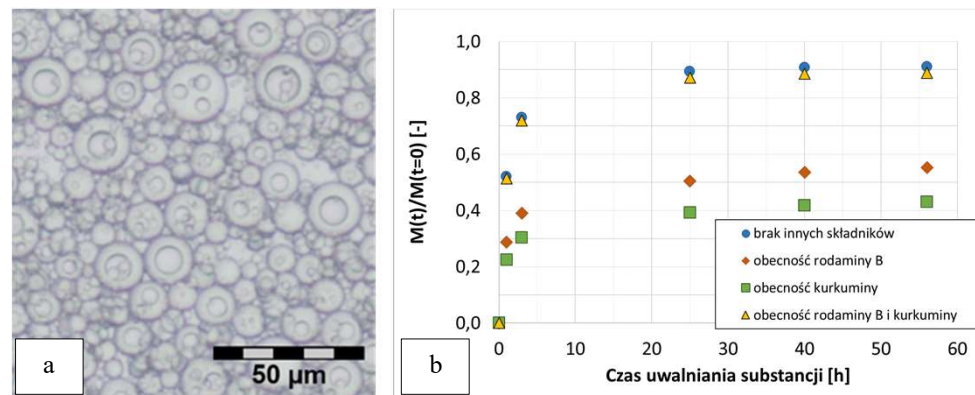 a
50 µm
b
M(t)/M(t=0) [-]
1,0
0,8
0,6
0,4
0,2
0,0
0
10
20
30
40
50
60
Czas uwalniania substancji [h]
brak innych składników
obecność rodaminy B
obecność kurkuminy
obecność rodaminy B i kurkuminy